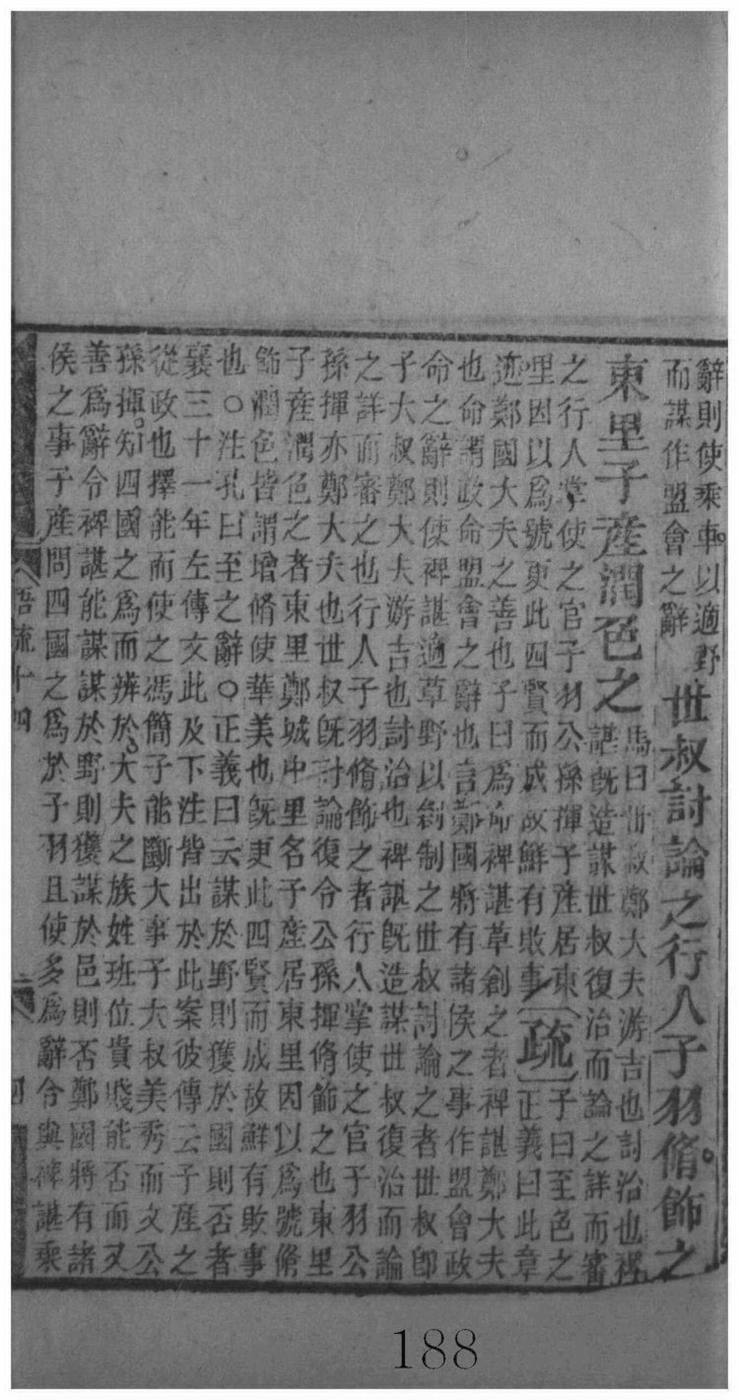 辭則使乘車以適野
而謀作盟會之辭
世叔討論之行人子羽脩飾之
馬曰世叔鄭大夫游吉也討治也裨
諶既造謀世叔復治而論之詳而審
東里子產潤色之
之行人掌使之官子羽公孫揮子產居東
里因以為號更此四賢而成故鮮有敗事
疏
子曰至色之
正義曰此章
迹鄭國大夫之善也子曰為命裨諶草創之者裨諶鄭大夫
也命謂政命盟會之辭也言鄭國將有諸侯之事作盟會政
命之辭則使裨諶適草野以創制之世叔討論之者世叔即
子大叔鄭大夫游吉也討治也裨諶既造謀世叔復治而論
之詳而審之也行人子羽脩飾之者行人掌使之官子羽公
孫揮亦鄭大夫也世叔既討論復令公孫揮脩飾之也東里
子產潤色之者東里鄭城中里名子產居東里因以為號脩
飾潤色皆謂增脩使華美也既更此四賢而成故鮮有敗事
也○注孔曰至之辭○正義曰云謀於野則獲於國則否者
襄三十一年左傳文此及下注皆出於此案彼傳云子產之
從政也擇能而使之馮簡子能斷大事子大叔美秀而文公
孫揮知四國之為而辨於大夫之族姓班位貴賤能否而又
善為辭令裨諶能謀謀於野則獲謀於邑則否鄭國將有諸
侯之事子產問四國之為於子羽且使多為辭令與裨諶乘
語疏十四
四
188